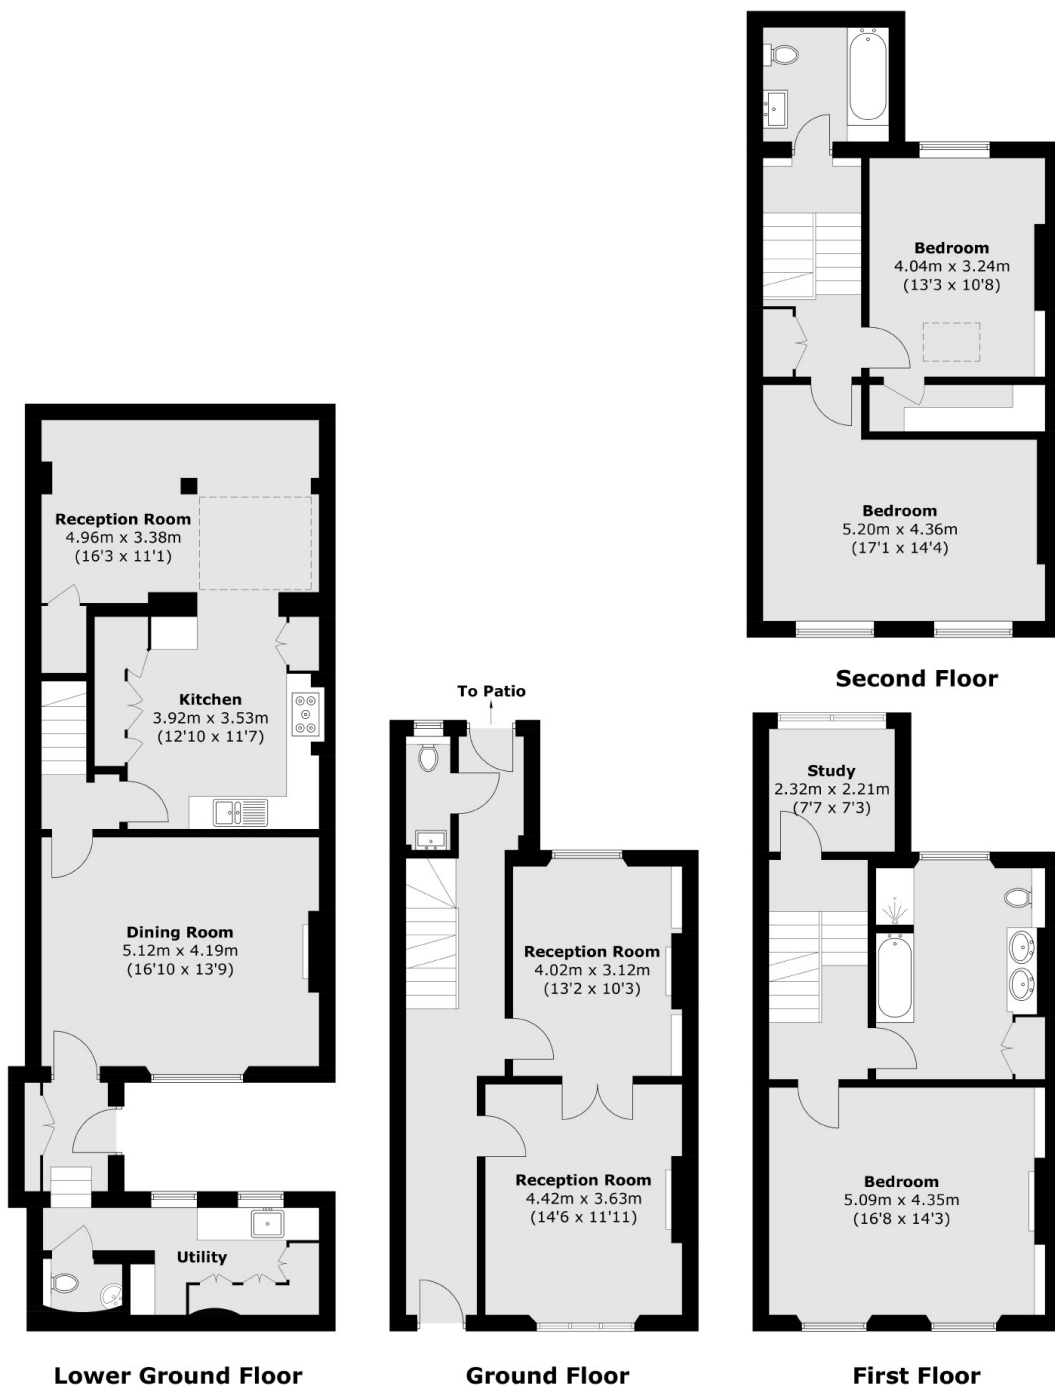 Bedroom
4.04m x 3.24m
(13'3 x 10'8)
Bedroom
5.20m x 4.36m
(17'1 x 14'4)
Second Floor
Reception Room
4.96m x 3.38m
(16'3 x 11'1)
Kitchen
3.92m x 3.53m
(12'10 x 11'7)
Dining Room
5.12m x 4.19m
(16'10 x 13'9)
Utility
Lower Ground Floor
To Patio
Reception Room
4.02m x 3.12m
(13'2 x 10'3)
Reception Room
4.42m x 3.63m
(14'6 x 11'11)
Ground Floor
Study
2.32m x 2.21m
(7'7 x 7'3)
Bedroom
5.09m x 4.35m
(16'8 x 14'3)
First Floor